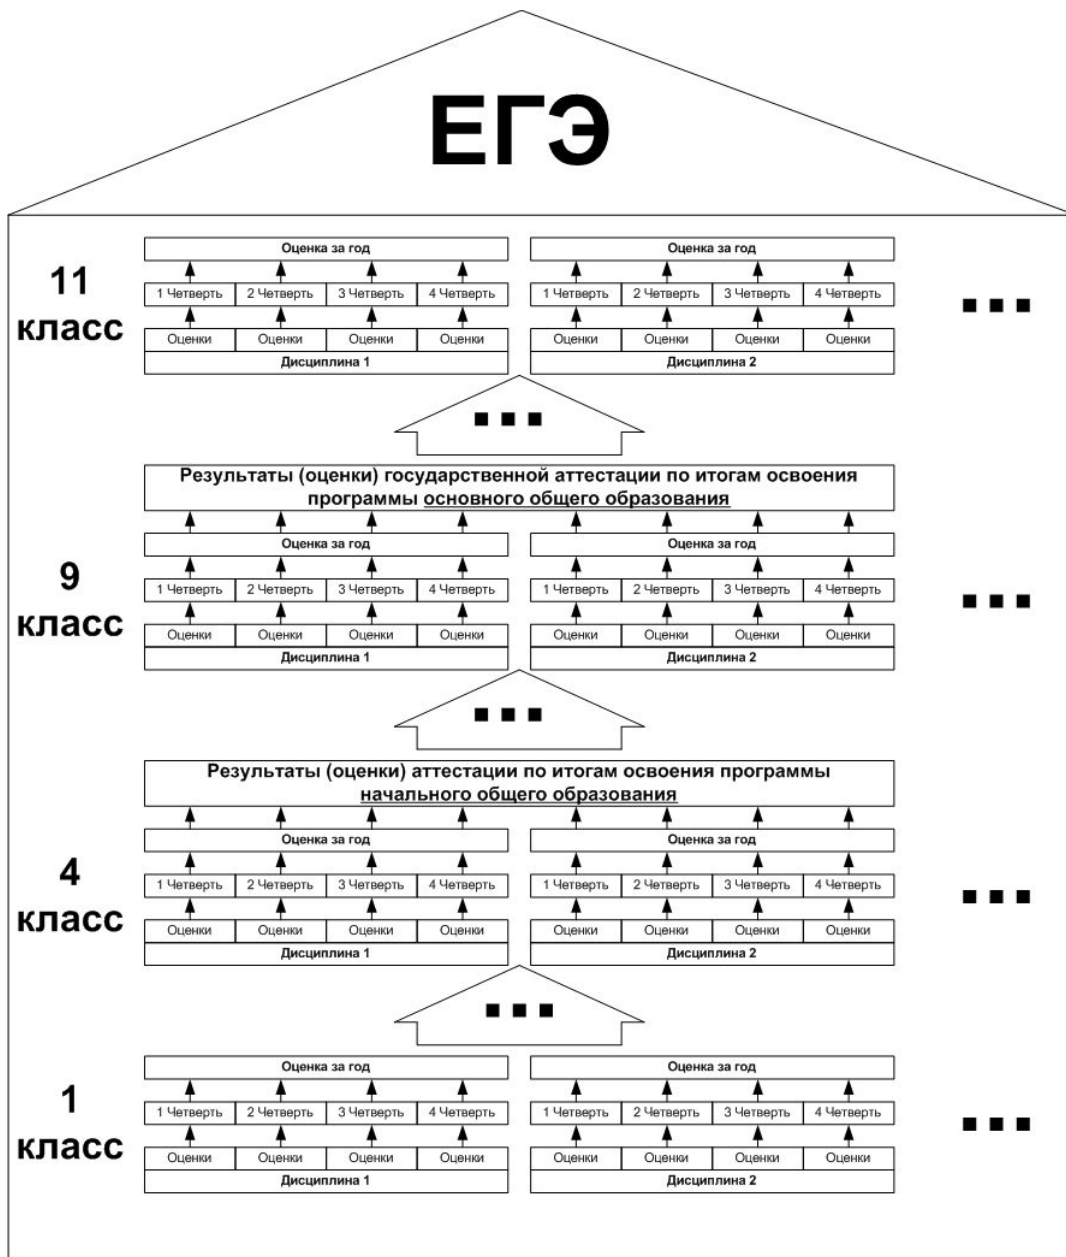 ЕГЭ
11
класс
Оценка за год
Оценка за год
1 Четверть
2 Четверть
3 Четверть
4 Четверть
1 Четверть
2 Четверть
3 Четверть
4 Четверть
Оценки
Оценки
Оценки
Оценки
Оценки
Оценки
Оценки
Оценки
Дисциплина 1
Дисциплина 2
Результаты (оценки) государственной аттестации по итогам освоения
программы основного общего образования
9
класс
Оценка за год
Оценка за год
1 Четверть
2 Четверть
3 Четверть
4 Четверть
1 Четверть
2 Четверть
3 Четверть
4 Четверть
Оценки
Оценки
Оценки
Оценки
Оценки
Оценки
Оценки
Оценки
Дисциплина 1
Дисциплина 2
Результаты (оценки) аттестации по итогам освоения программы
начального общего образования
4
класс
Оценка за год
Оценка за год
1 Четверть
2 Четверть
3 Четверть
4 Четверть
1 Четверть
2 Четверть
3 Четверть
4 Четверть
Оценки
Оценки
Оценки
Оценки
Оценки
Оценки
Оценки
Оценки
Дисциплина 1
Дисциплина 2
1
класс
Оценка за год
Оценка за год
1 Четверть
2 Четверть
3 Четверть
4 Четверть
1 Четверть
2 Четверть
3 Четверть
4 Четверть
Оценки
Оценки
Оценки
Оценки
Оценки
Оценки
Оценки
Оценки
Дисциплина 1
Дисциплина 2